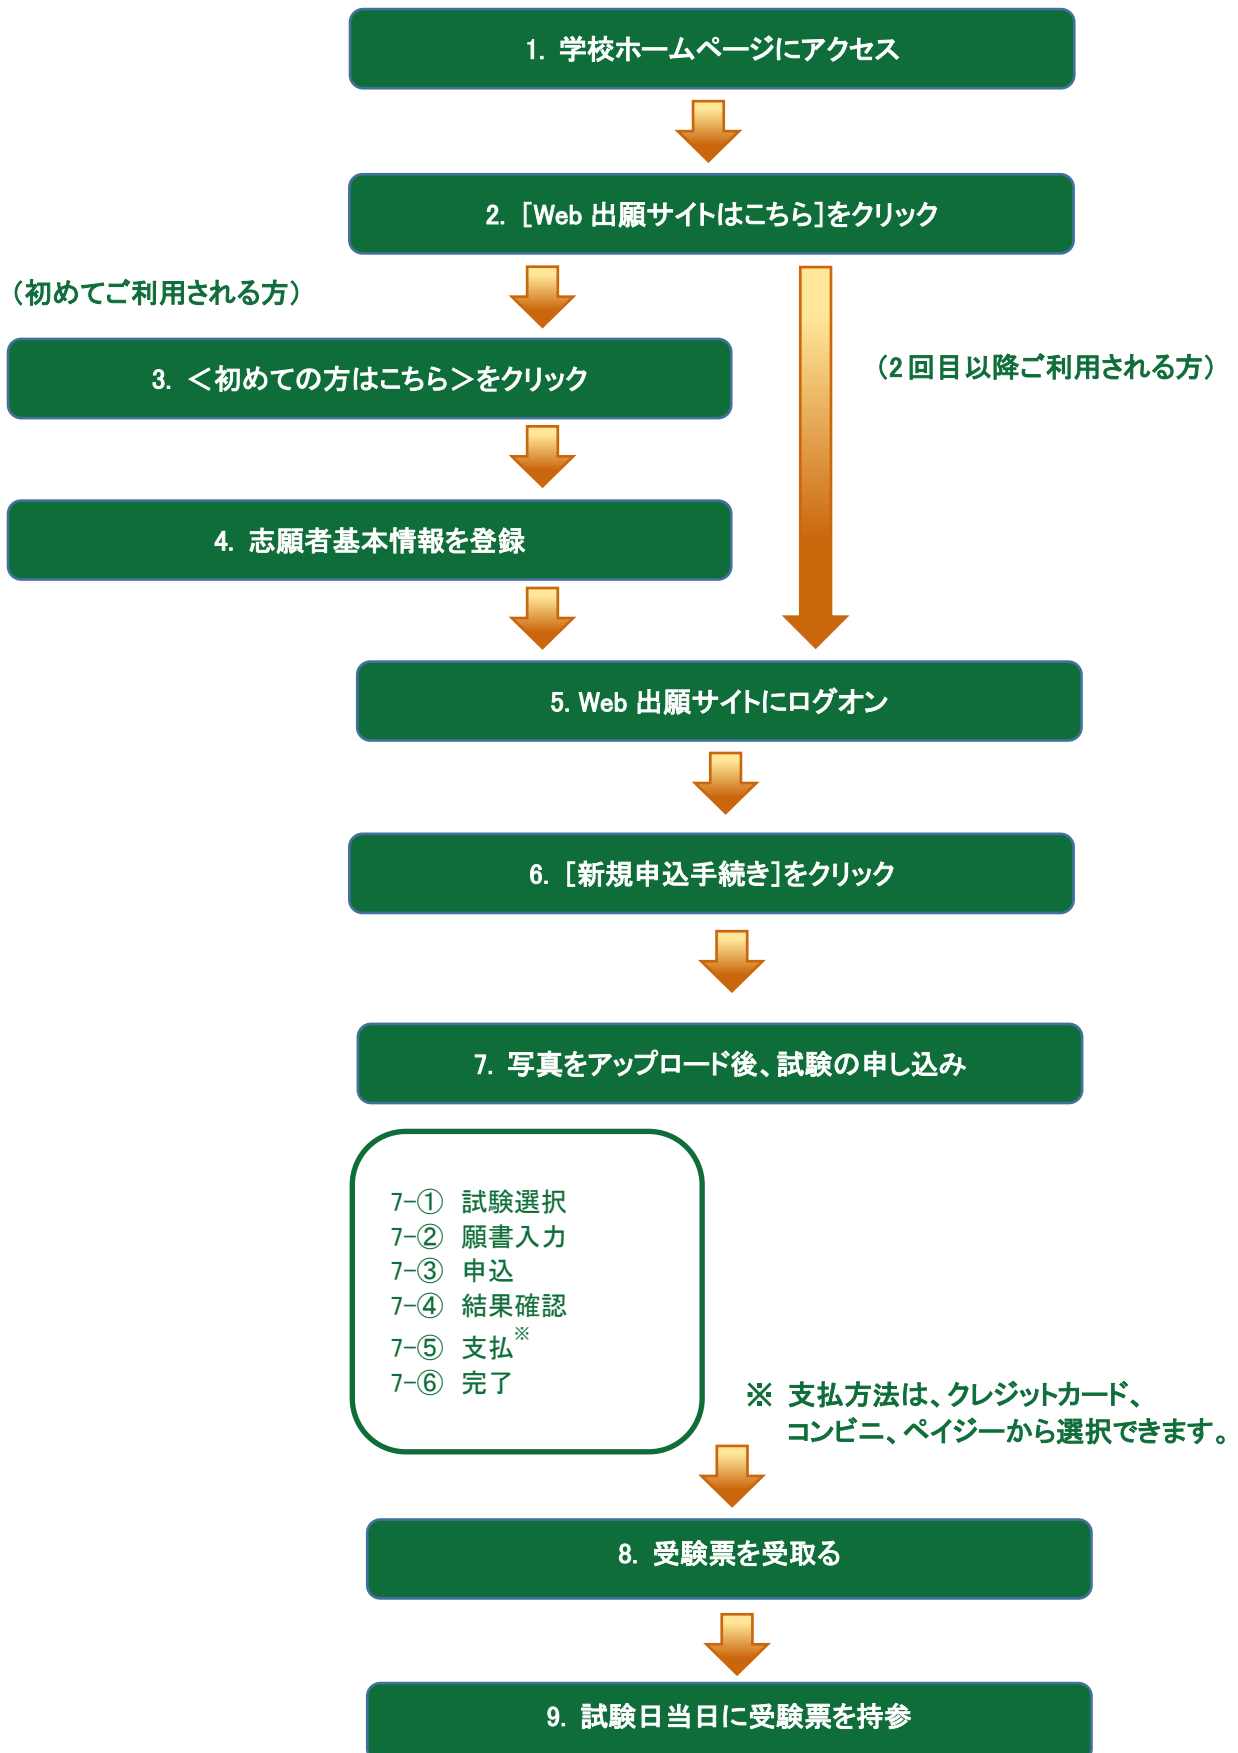 1. 学校ホームページにアクセス
2. [Web 出願サイトはこちら]をクリック
(初めてご利用される方)
3. <初めての方はこちら>をクリック
(2回目以降ご利用される方)
4. 志願者基本情報を登録
5. Web 出願サイトにログオン
6. [新規申込手続き]をクリック
7. 写真をアップロード後、試験の申し込み
7-① 試験選択
7-② 願書入力
7-③ 申込
7-④ 結果確認
7-⑤ 支払※
7-⑥ 完了
※ 支払方法は、クレジットカード、
コンビニ、ペイジーから選択できます。
8. 受験票を受取る
9. 試験日当日に受験票を持参